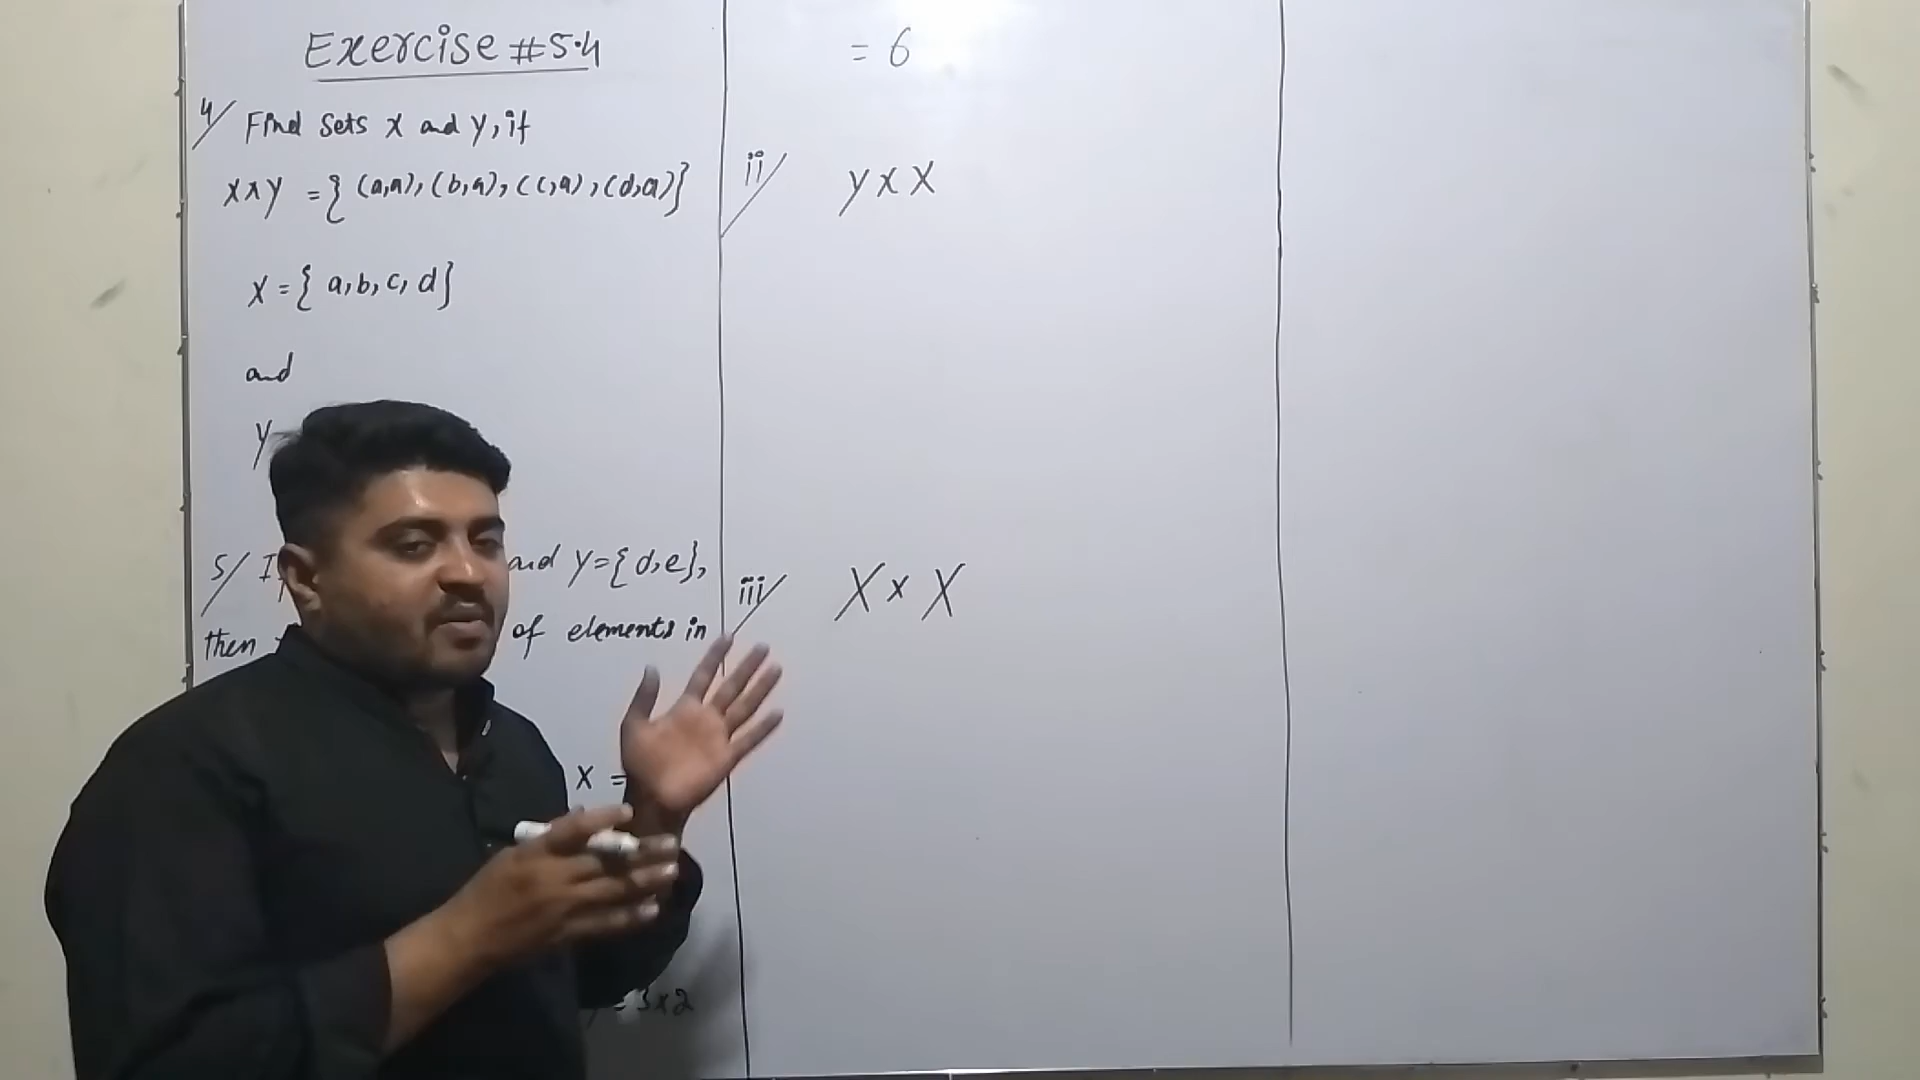 Exercise #5.4
4/ Find Sets X and Y, if
X×Y = { (a,a), (b,a), (c,a), (d,a)}
X = { a, b, c, d}
and
Y
5/ and Y={d,e},
then of elements in
X =
= 3×2
= 6
ii/ Y × X
iii/ X × X